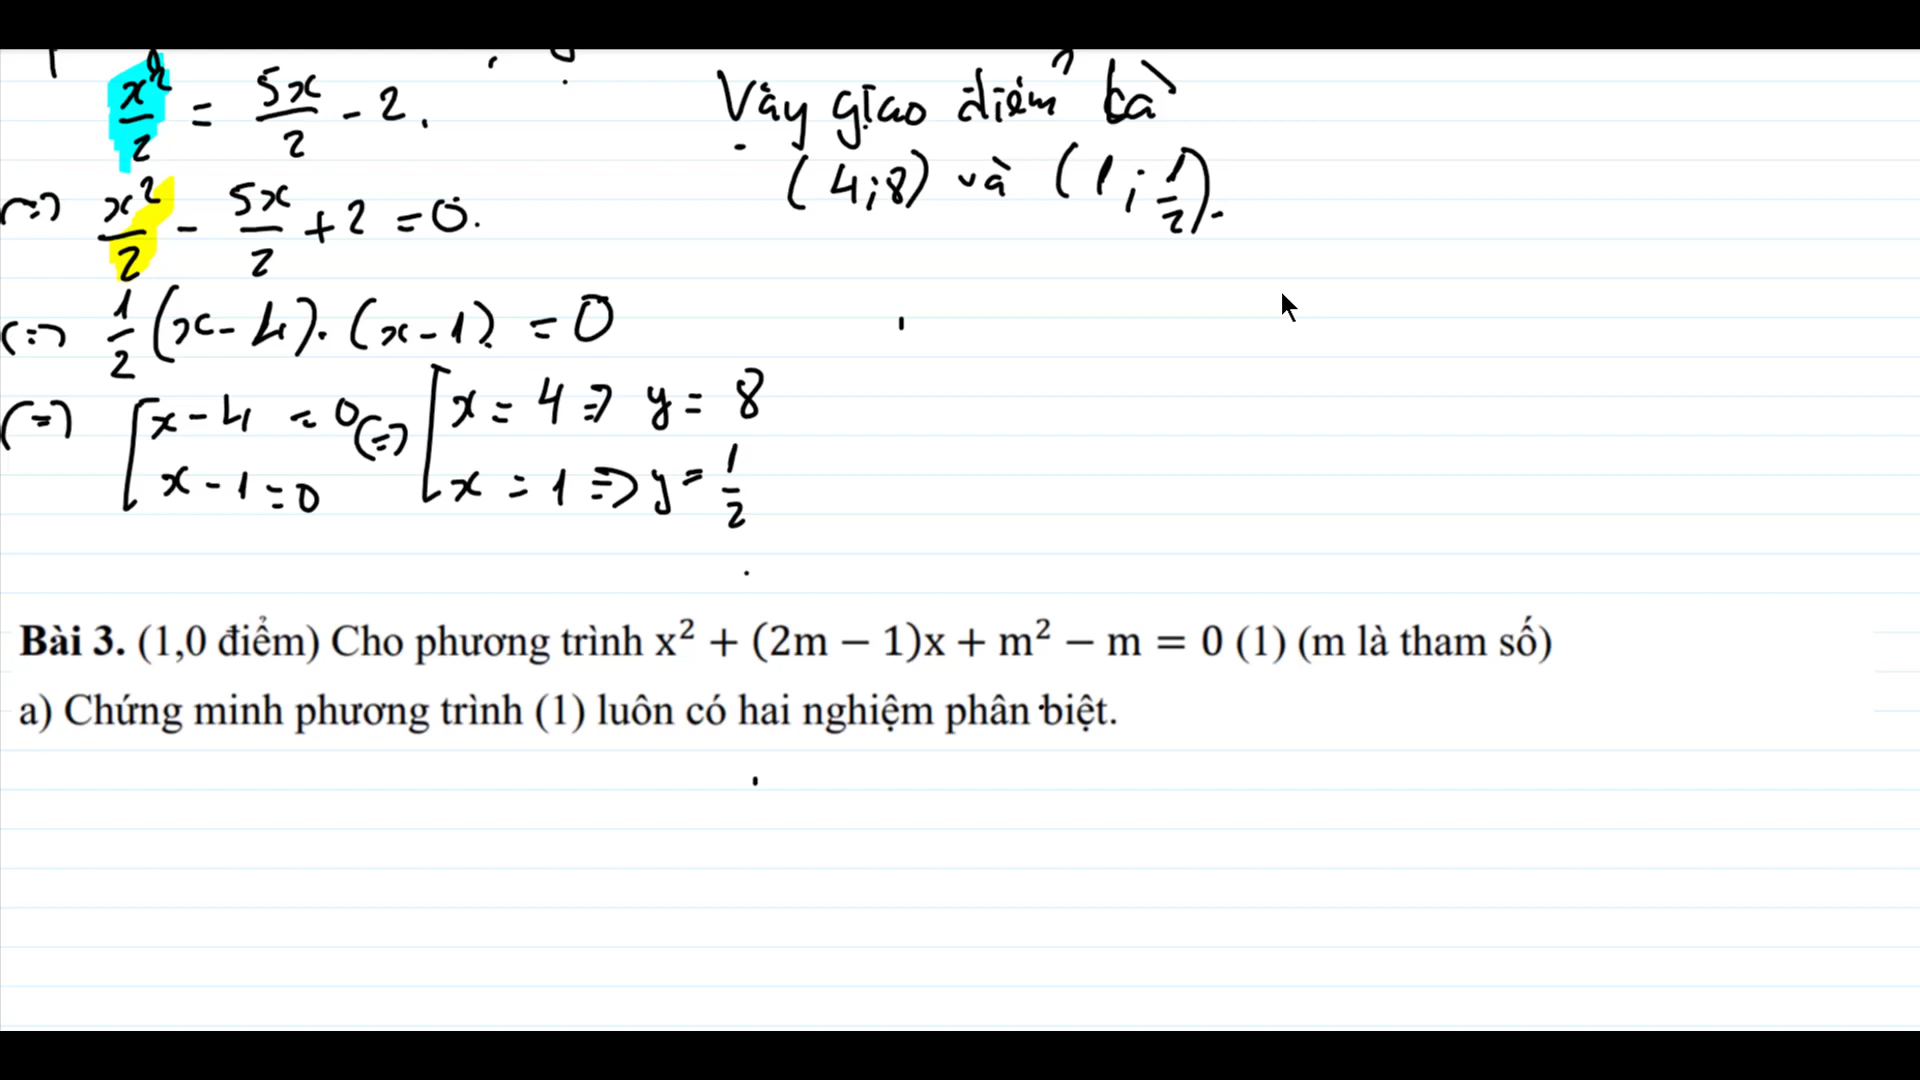 x²/2 = 5x/2 - 2.
(=) x²/2 - 5x/2 + 2 = 0.
(=) 1/2 (x - 4). (x - 1) = 0
(=) [ x - 4 = 0 (=) [ x = 4 => y = 8
x - 1 = 0 x = 1 => y = 1/2
Vậy giao điểm là
(4;8) và (1; 1/2).
Bài 3. (1,0 điểm) Cho phương trình x² + (2m − 1)x + m² − m = 0 (1) (m là tham số)
a) Chứng minh phương trình (1) luôn có hai nghiệm phân biệt.